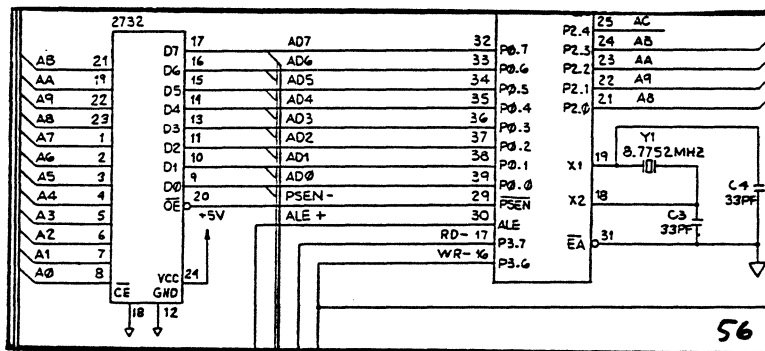 2732
AB 21
AA 19
A9 22
A8 23
A7 1
A6 2
A5 3
A4 4
A3 5
A2 6
A1 7
A0 8
D7 17 AD7 32 P0.7
D6 16 AD6 33 P0.6
D5 15 AD5 34 P0.5
D4 14 AD4 35 P0.4
D3 13 AD3 36 P0.3
D2 11 AD2 37 P0.2
D1 10 AD1 38 P0.1
D0 9 AD0 39 P0.0
OE 20 PSEN- 29 PSEN
+5V ALE + 30 ALE
RD- 17 P3.7
WR- 16 P3.6
VCC 24
CE GND
18 12
P2.4 25 AC
P2.3 24 AB
P2.2 23 AA
P2.1 22 A9
P2.0 21 A8
X1 19
Y1
8.7752MHZ
X2 18
C3
33PF
C4
33PF
EA 31
56